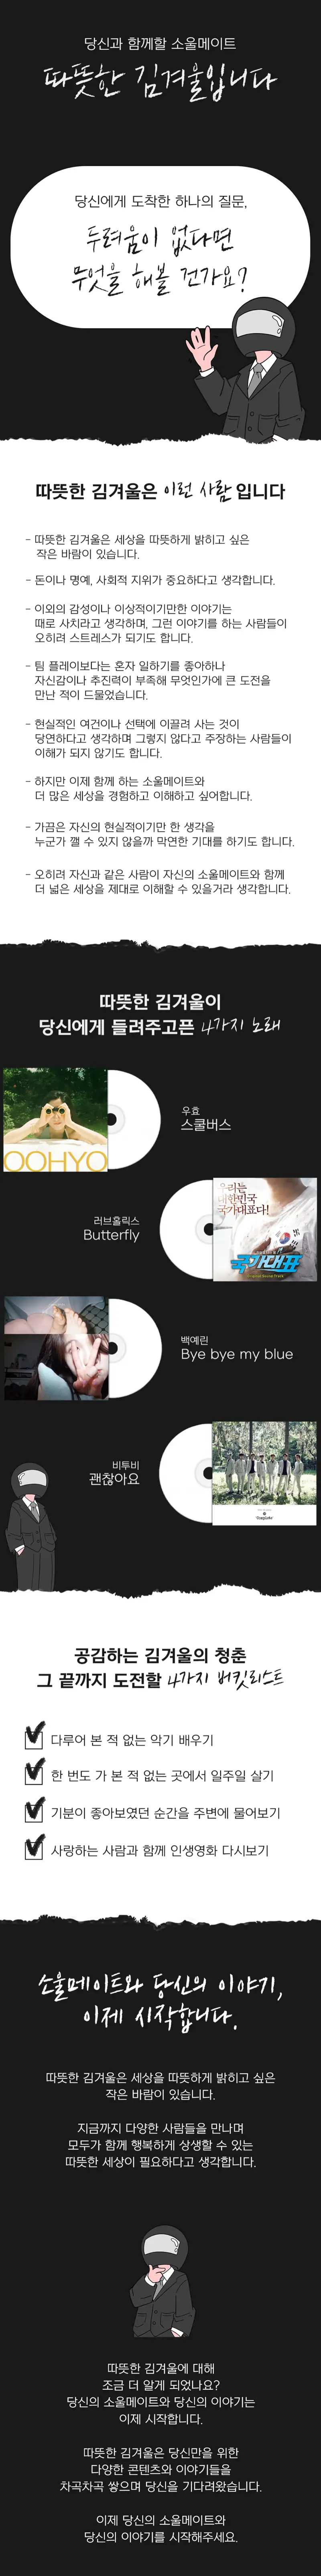 당신과 함께할 소울메이트
따뜻한 김겨울입니다
당신에게 도착한 하나의 질문,
두려움이 없다면
무엇을 해볼 건가요?
따뜻한 김겨울은 이런 사람 입니다
- 따뜻한 김겨울은 세상을 따뜻하게 밝히고 싶은
작은 바람이 있습니다.
- 돈이나 명예, 사회적 지위가 중요하다고 생각합니다.
- 이외의 감성이나 이상적이기만한 이야기는
때로 사치라고 생각하며, 그런 이야기를 하는 사람들이
오히려 스트레스가 되기도 합니다.
- 팀 플레이보다는 혼자 일하기를 좋아하나
자신감이나 추진력이 부족해 무엇인가에 큰 도전을
만난 적이 드물었습니다.
- 현실적인 여건이나 선택에 이끌려 사는 것이
당연하다고 생각하며 그렇지 않다고 주장하는 사람들이
이해가 되지 않기도 합니다.
- 하지만 이제 함께 하는 소울메이트와
더 많은 세상을 경험하고 이해하고 싶어합니다.
- 가끔은 자신의 현실적이기만 한 생각을
누군가 깰 수 있지 않을까 막연한 기대를 하기도 합니다.
- 오히려 자신과 같은 사람이 자신의 소울메이트와 함께
더 넓은 세상을 제대로 이해할 수 있을거라 생각합니다.
따뜻한 김겨울이
당신에게 들려주고픈 4가지 노래
OOHYO
우효
스쿨버스
러브홀릭스
Butterfly
우리는
대한민국
국가대표다!
국가대표
백예린
Bye bye my blue
비투비
괜찮아요
공감하는 김겨울의 청춘
그 끝까지 도전할 4가지 버킷리스트
다루어 본 적 없는 악기 배우기
한 번도 가 본 적 없는 곳에서 일주일 살기
기분이 좋아보였던 순간을 주변에 물어보기
사랑하는 사람과 함께 인생영화 다시보기
소울메이트와 당신의 이야기,
이제 시작합니다.
따뜻한 김겨울은 세상을 따뜻하게 밝히고 싶은
작은 바람이 있습니다.
지금까지 다양한 사람들을 만나며
모두가 함께 행복하게 상생할 수 있는
따뜻한 세상이 필요하다고 생각합니다.
따뜻한 김겨울에 대해
조금 더 알게 되었나요?
당신의 소울메이트와 당신의 이야기는
이제 시작합니다.
따뜻한 김겨울은 당신만을 위한
다양한 콘텐츠와 이야기들을
차곡차곡 쌓으며 당신을 기다려왔습니다.
이제 당신의 소울메이트와
당신의 이야기를 시작해주세요.